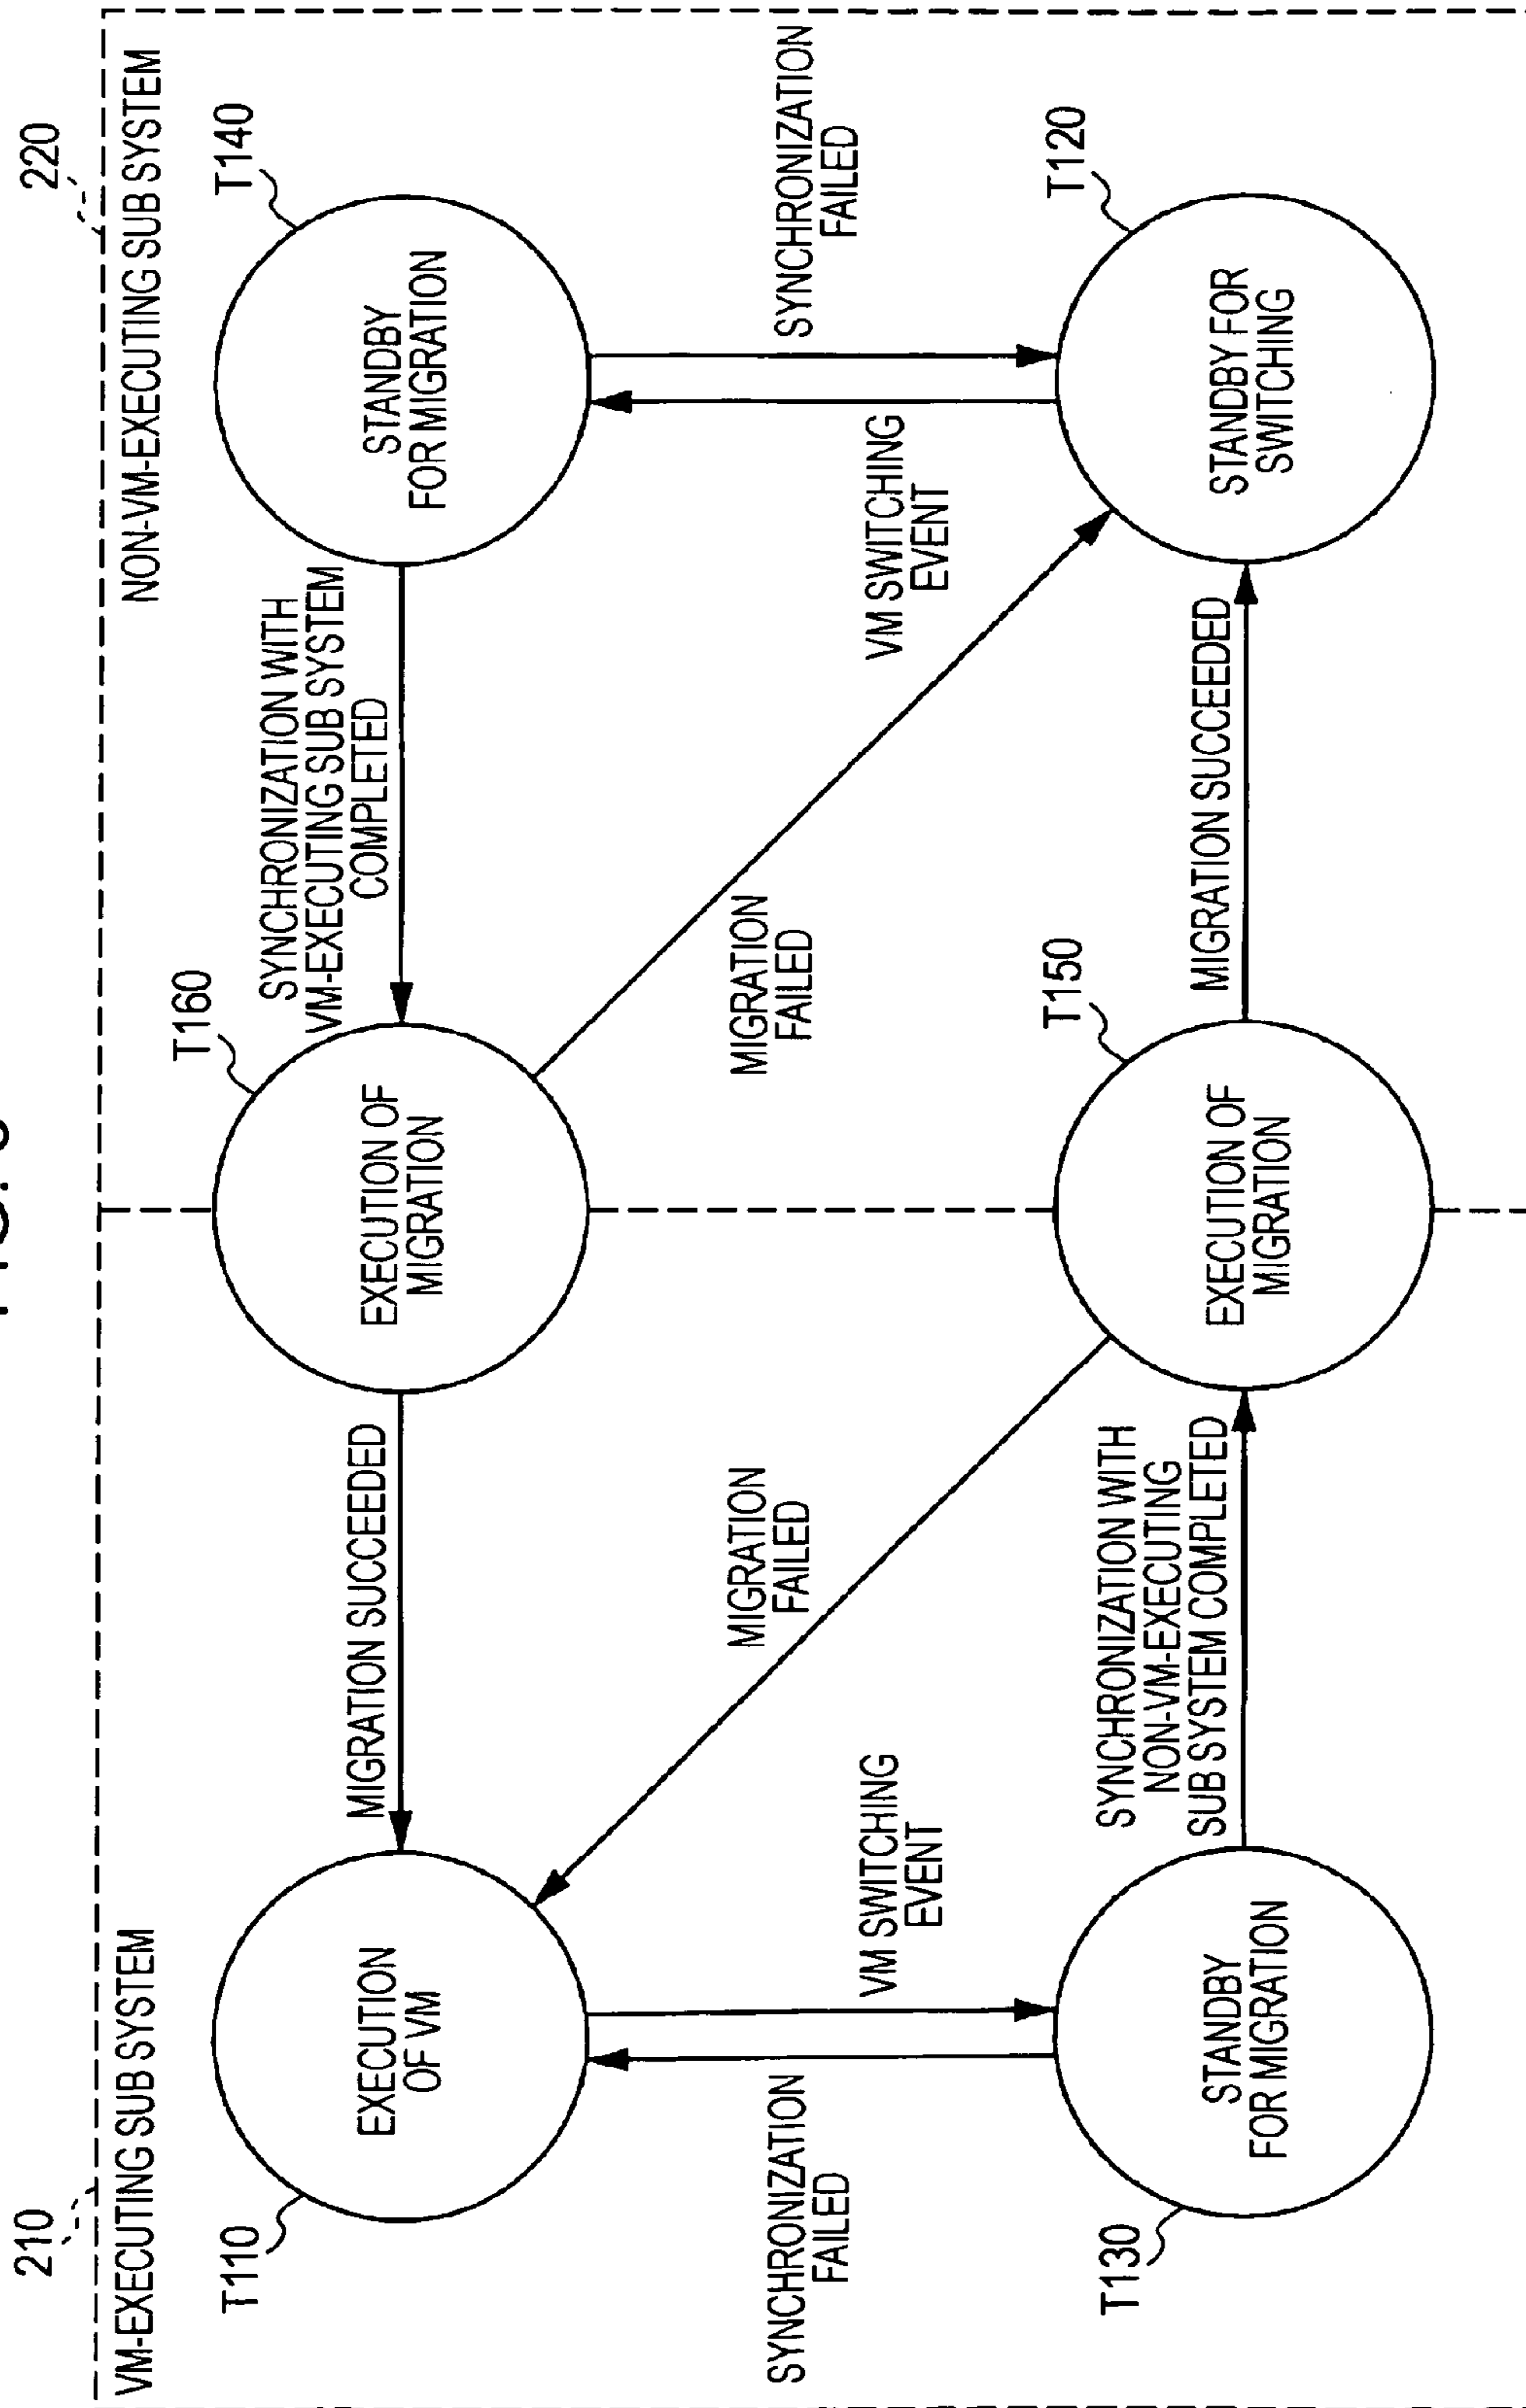 210
VM-EXECUTING SUB SYSTEM
220
NON-VM-EXECUTING SUB SYSTEM
T110
EXECUTION
OF VM
MIGRATION SUCCEEDED
T160
EXECUTION OF
MIGRATION
SYNCHRONIZATION WITH
VM-EXECUTING SUB SYSTEM
COMPLETED
T140
STANDBY
FOR MIGRATION
SYNCHRONIZATION
FAILED
VM SWITCHING
EVENT
MIGRATION
FAILED
MIGRATION
FAILED
VM SWITCHING
EVENT
SYNCHRONIZATION
FAILED
T130
STANDBY
FOR MIGRATION
SYNCHRONIZATION WITH
NON-VM-EXECUTING
SUB SYSTEM COMPLETED
T150
EXECUTION OF
MIGRATION
MIGRATION SUCCEEDED
T120
STANDBY FOR
SWITCHING